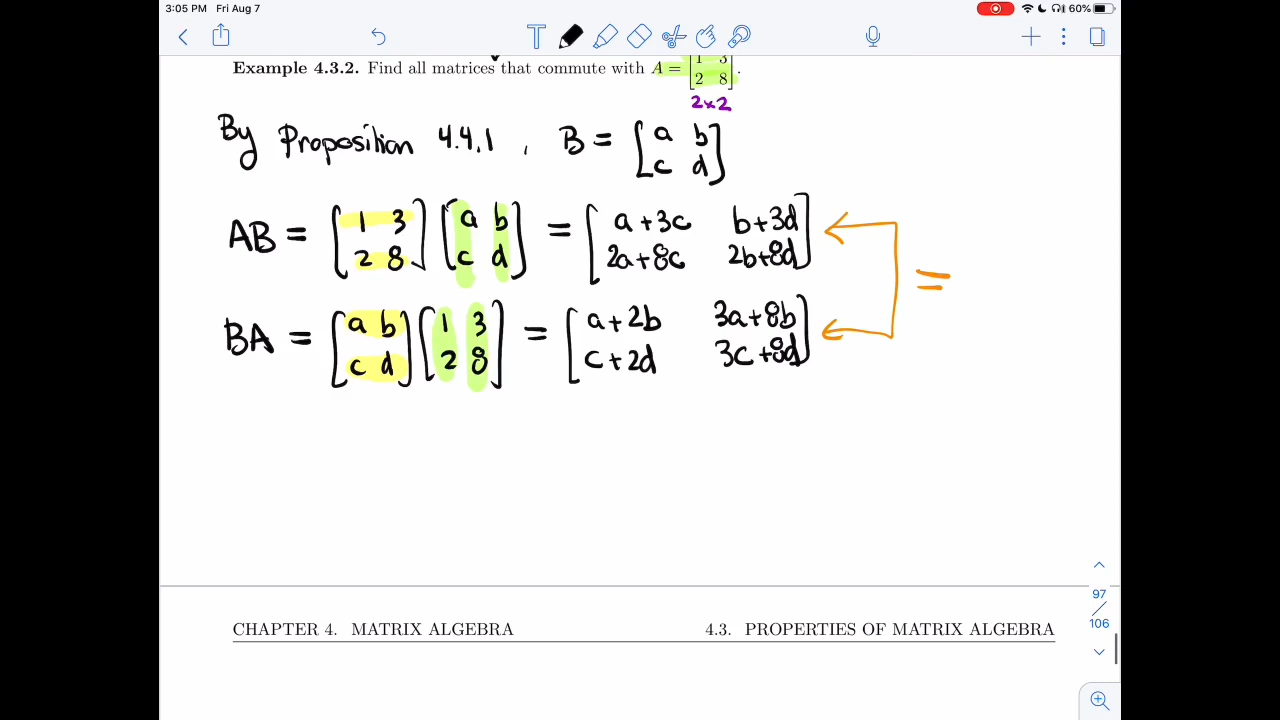 3:05 PM Fri Aug 7 60%
Example 4.3.2. Find all matrices that commute with A = [1 3
2 8].
2x2
By Proposition 4.4.1, B = [a b
c d]
AB = [1 3 [a b = [a + 3c b + 3d
2 8] c d] 2a + 8c 2b + 8d]
=
BA = [a b [1 3 = [a + 2b 3a + 8b
c d] 2 8] c + 2d 3c + 8d]
97
106
CHAPTER 4. MATRIX ALGEBRA 4.3. PROPERTIES OF MATRIX ALGEBRA